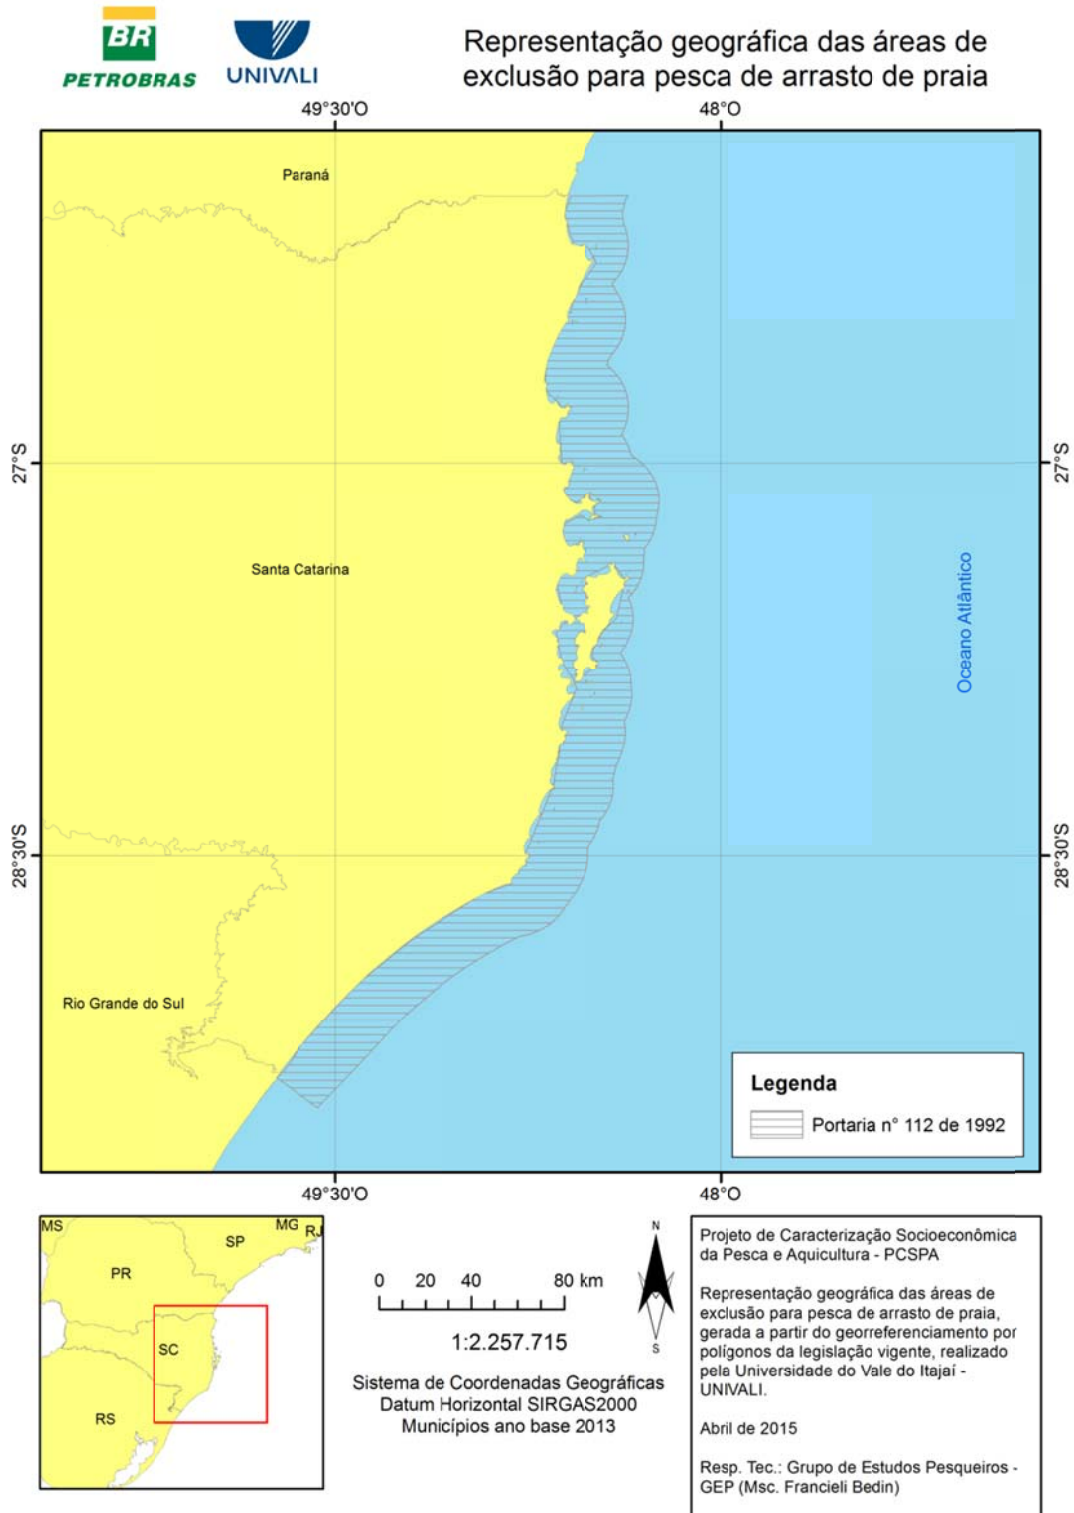 BR
PETROBRAS
UNIVALI
Representação geográfica das áreas de
exclusão para pesca de arrasto de praia
49°30'O
48°O
Paraná
27°S
27°S
Santa Catarina
Oceano Atlântico
28°30'S
28°30'S
Rio Grande do Sul
Legenda
Portaria n° 112 de 1992
49°30'O
48°O
MS
MG
RJ
SP
PR
SC
RS
0 20 40 80 km
1:2.257.715
Sistema de Coordenadas Geográficas
Datum Horizontal SIRGAS2000
Municípios ano base 2013
N
S
Projeto de Caracterização Socioeconômica
da Pesca e Aquicultura - PCSPA
Representação geográfica das áreas de
exclusão para pesca de arrasto de praia,
gerada a partir do georreferenciamento por
polígonos da legislação vigente, realizado
pela Universidade do Vale do Itajaí -
UNIVALI.
Abril de 2015
Resp. Tec.: Grupo de Estudos Pesqueiros -
GEP (Msc. Francieli Bedin)